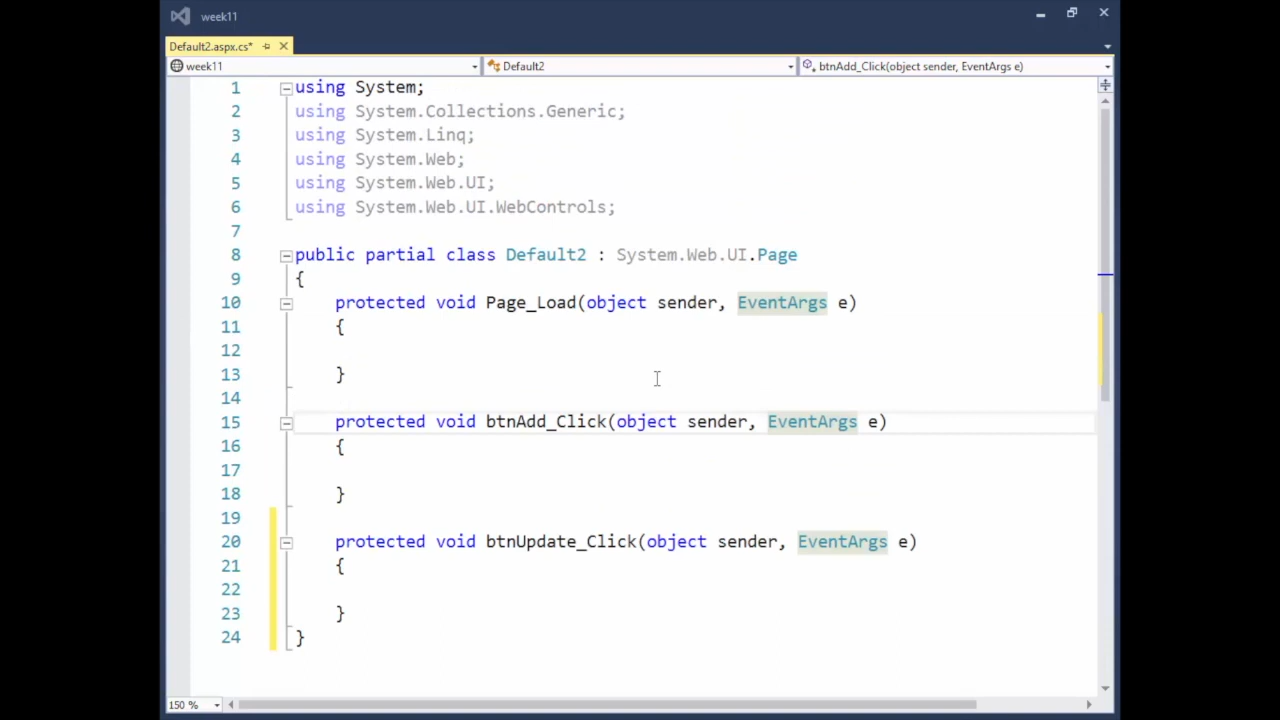 week11
Default2.aspx.cs*
week11 Default2 btnAdd_Click(object sender, EventArgs e)
1 using System;
2 using System.Collections.Generic;
3 using System.Linq;
4 using System.Web;
5 using System.Web.UI;
6 using System.Web.UI.WebControls;
7
8 public partial class Default2 : System.Web.UI.Page
9 {
10 protected void Page_Load(object sender, EventArgs e)
11 {
12
13 }
14
15 protected void btnAdd_Click(object sender, EventArgs e)
16 {
17
18 }
19
20 protected void btnUpdate_Click(object sender, EventArgs e)
21 {
22
23 }
24 }
150 %